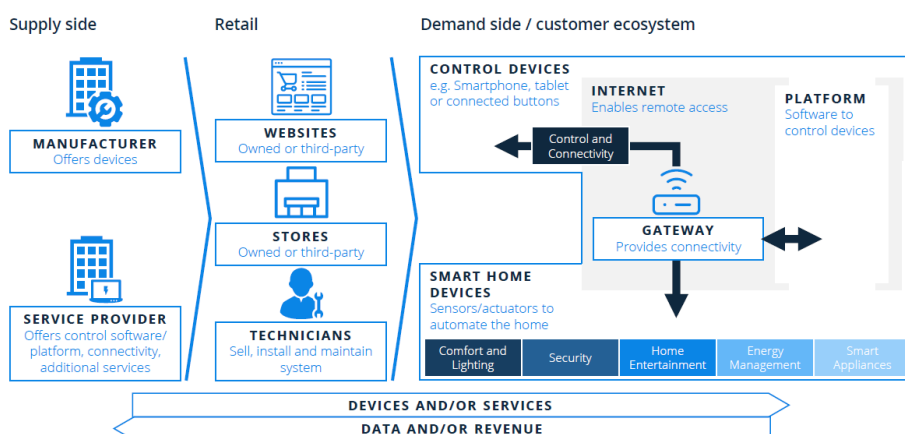 Supply side
Retail
Demand side / customer ecosystem
MANUFACTURER
Offers devices
SERVICE PROVIDER
Offers control software/
platform, connectivity,
additional services
WEBSITES
Owned or third-party
STORES
Owned or third-party
TECHNICIANS
Sell, install and maintain
system
CONTROL DEVICES
e.g. Smartphone, tablet
or connected buttons
INTERNET
Enables remote access
PLATFORM
Software to
control devices
Control and
Connectivity
GATEWAY
Provides connectivity
SMART HOME
DEVICES
Sensors/actuators to
automate the home
Comfort and
Lighting
Security
Home
Entertainment
Energy
Management
Smart
Appliances
DEVICES AND/OR SERVICES
DATA AND/OR REVENUE